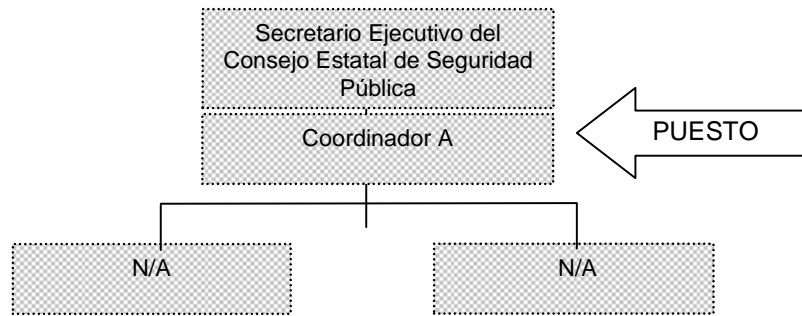 Secretario Ejecutivo del
Consejo Estatal de Seguridad
Pública
Coordinador A
PUESTO
N/A
N/A